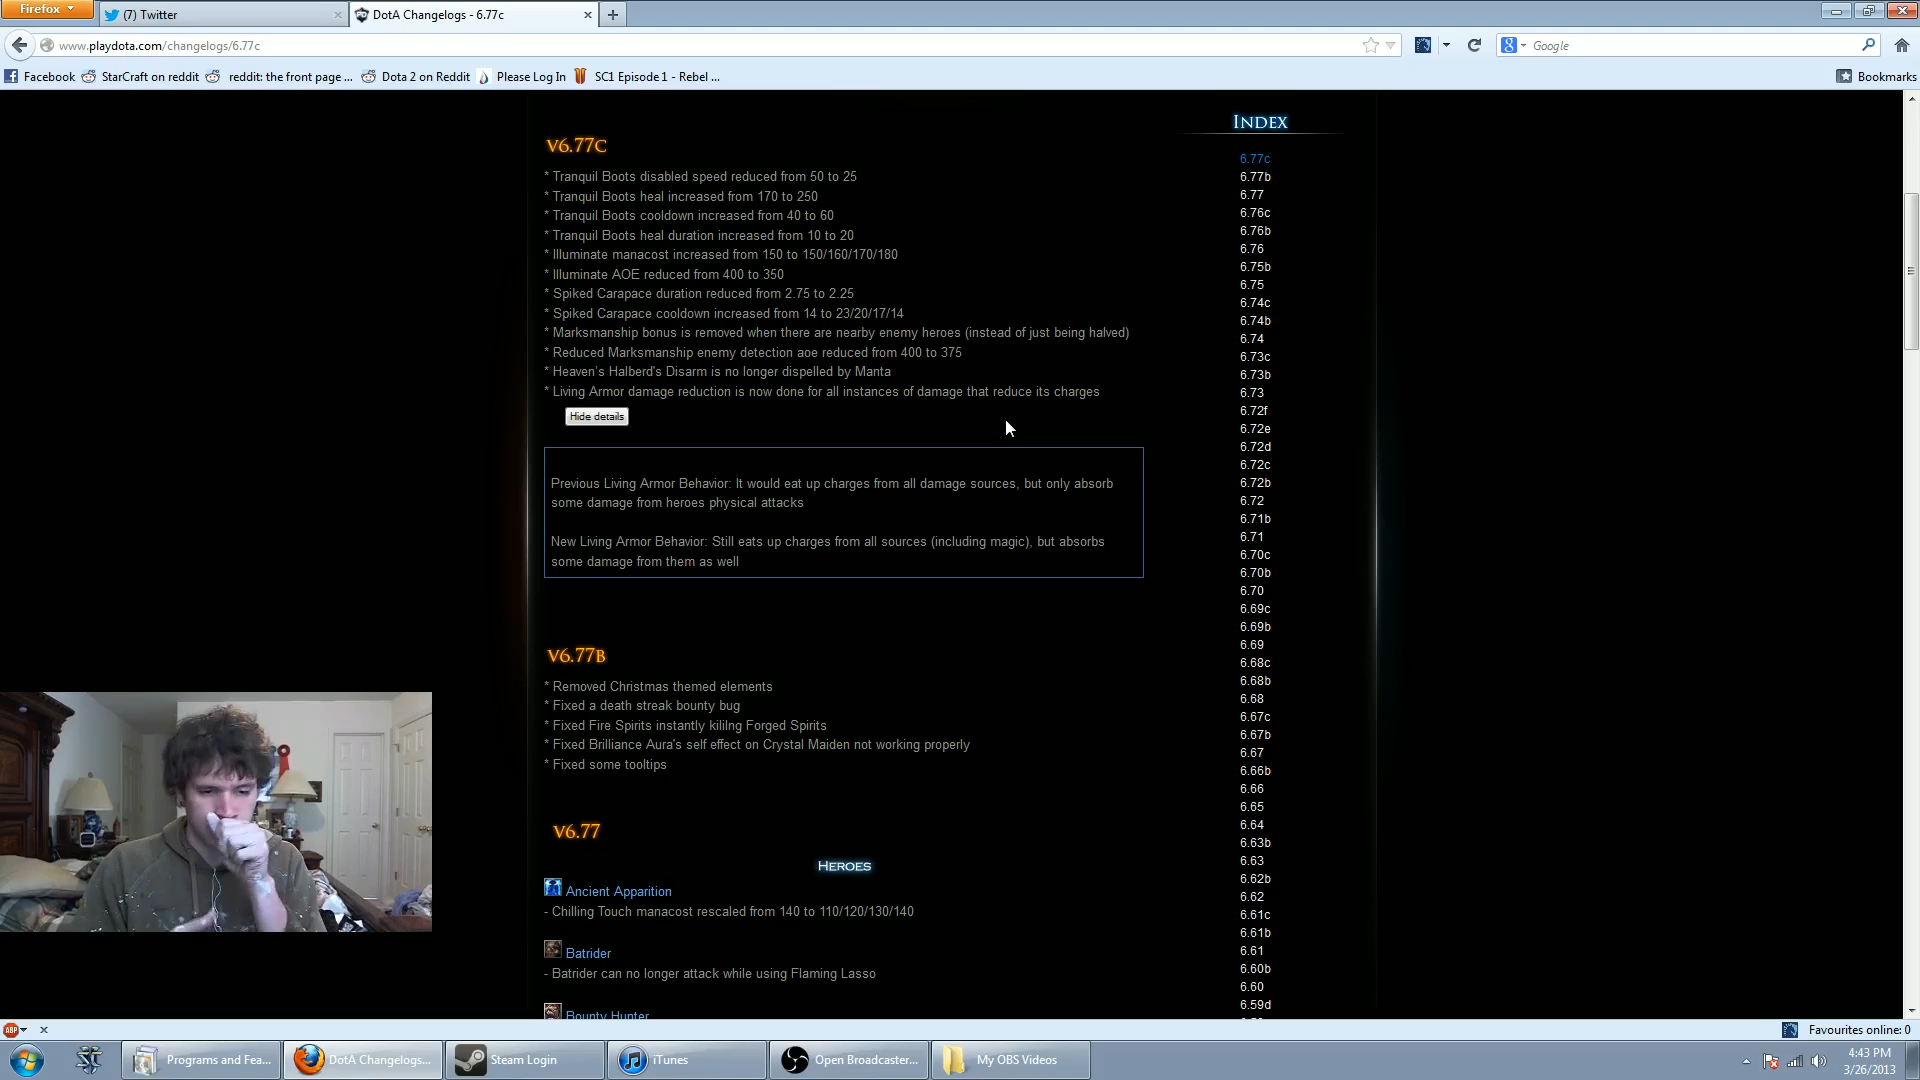 Firefox
(7) Twitter
DotA Changelogs - 6.77c
www.playdota.com/changelogs/6.77c
Google
Facebook
StarCraft on reddit
reddit: the front page ...
Dota 2 on Reddit
Please Log In
SC1 Episode 1 - Rebel ...
Bookmarks
v6.77c
* Tranquil Boots disabled speed reduced from 50 to 25
* Tranquil Boots heal increased from 170 to 250
* Tranquil Boots cooldown increased from 40 to 60
* Tranquil Boots heal duration increased from 10 to 20
* Illuminate manacost increased from 150 to 150/160/170/180
* Illuminate AOE reduced from 400 to 350
* Spiked Carapace duration reduced from 2.75 to 2.25
* Spiked Carapace cooldown increased from 14 to 23/20/17/14
* Marksmanship bonus is removed when there are nearby enemy heroes (instead of just being halved)
* Reduced Marksmanship enemy detection aoe reduced from 400 to 375
* Heaven's Halberd's Disarm is no longer dispelled by Manta
* Living Armor damage reduction is now done for all instances of damage that reduce its charges
Hide details
Previous Living Armor Behavior: It would eat up charges from all damage sources, but only absorb
some damage from heroes physical attacks
New Living Armor Behavior: Still eats up charges from all sources (including magic), but absorbs
some damage from them as well
v6.77b
* Removed Christmas themed elements
* Fixed a death streak bounty bug
* Fixed Fire Spirits instantly kililng Forged Spirits
* Fixed Brilliance Aura's self effect on Crystal Maiden not working properly
* Fixed some tooltips
v6.77
Heroes
Ancient Apparition
- Chilling Touch manacost rescaled from 140 to 110/120/130/140
Batrider
- Batrider can no longer attack while using Flaming Lasso
Bounty Hunter
Index
6.77c
6.77b
6.77
6.76c
6.76b
6.76
6.75b
6.75
6.74c
6.74b
6.74
6.73c
6.73b
6.73
6.72f
6.72e
6.72d
6.72c
6.72b
6.72
6.71b
6.71
6.70c
6.70b
6.70
6.69c
6.69b
6.69
6.68c
6.68b
6.68
6.67c
6.67b
6.67
6.66b
6.66
6.65
6.64
6.63b
6.63
6.62b
6.62
6.61c
6.61b
6.61
6.60b
6.60
6.59d
ABP
Favourites online: 0
Programs and Fea...
DotA Changelogs...
Steam Login
iTunes
Open Broadcaster...
My OBS Videos
4:43 PM
3/26/2013